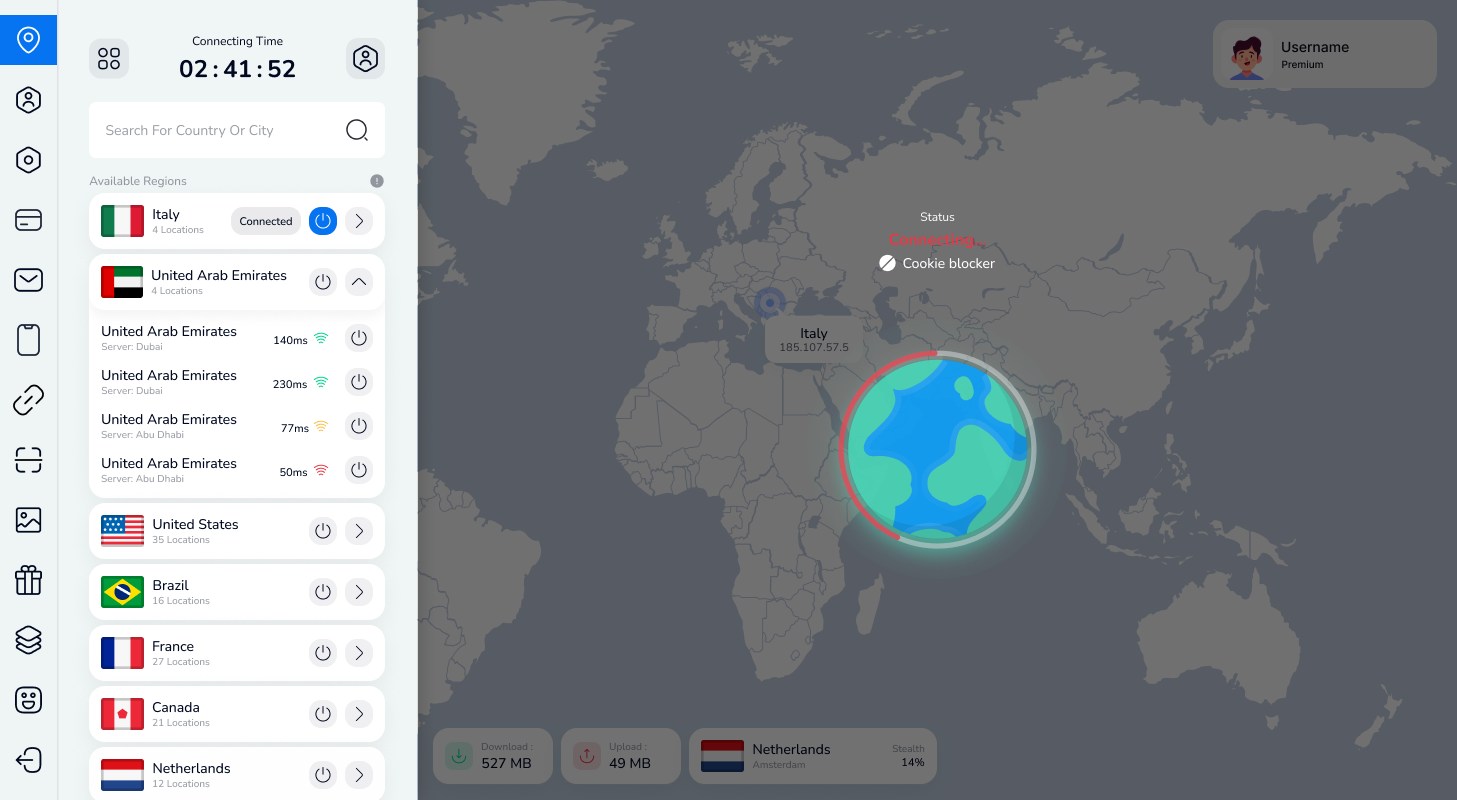 Connecting Time
02:41:52
Search For Country Or City
Available Regions
Italy
4 Locations
Connected
United Arab Emirates
4 Locations
United Arab Emirates
Server: Dubai
140ms
United Arab Emirates
Server: Dubai
230ms
United Arab Emirates
Server: Abu Dhabi
77ms
United Arab Emirates
Server: Abu Dhabi
50ms
United States
35 Locations
Brazil
16 Locations
France
27 Locations
Canada
21 Locations
Netherlands
12 Locations
Username
Premium
Status
Connecting...
Cookie blocker
Italy
185.107.57.5
Download :
527 MB
Upload :
49 MB
Netherlands
Amsterdam
Stealth
14%